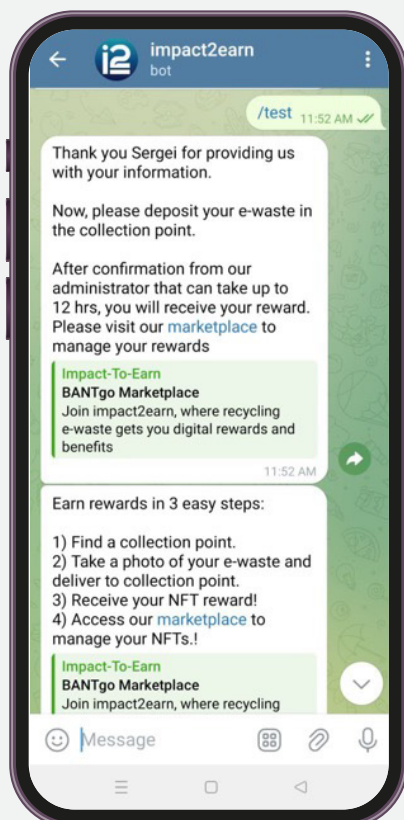 impact2earn
bot
i2
/test 11:52 AM
Thank you Sergei for providing us
with your information.
Now, please deposit your e-waste in
the collection point.
After confirmation from our
administrator that can take up to
12 hrs, you will receive your reward.
Please visit our marketplace to
manage your rewards
Impact-To-Earn
BANTgo Marketplace
Join impact2earn, where recycling
e-waste gets you digital rewards and
benefits
11:52 AM
Earn rewards in 3 easy steps:
1) Find a collection point.
2) Take a photo of your e-waste and
deliver to collection point.
3) Receive your NFT reward!
4) Access our marketplace to
manage your NFTs.!
Impact-To-Earn
BANTgo Marketplace
Join impact2earn, where recycling
Message